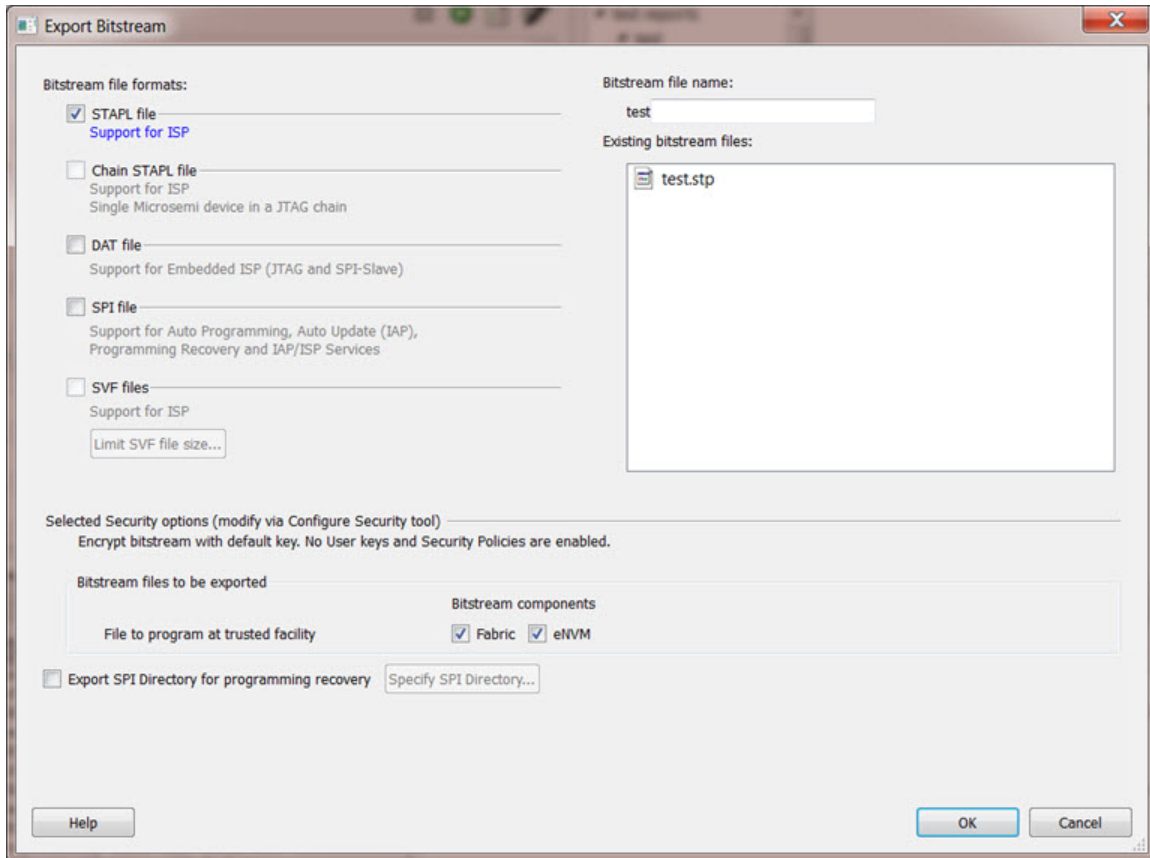 Export Bitstream
Bitstream file formats:
STAPL file
Support for ISP
Chain STAPL file
Support for ISP
Single Microsemi device in a JTAG chain
DAT file
Support for Embedded ISP (JTAG and SPI-Slave)
SPI file
Support for Auto Programming, Auto Update (IAP),
Programming Recovery and IAP/ISP Services
SVF files
Support for ISP
Limit SVF file size...
Bitstream file name:
test
Existing bitstream files:
test.stp
Selected Security options (modify via Configure Security tool)
Encrypt bitstream with default key. No User keys and Security Policies are enabled.
Bitstream files to be exported
Bitstream components
File to program at trusted facility Fabric eNVM
Export SPI Directory for programming recovery Specify SPI Directory...
Help OK Cancel